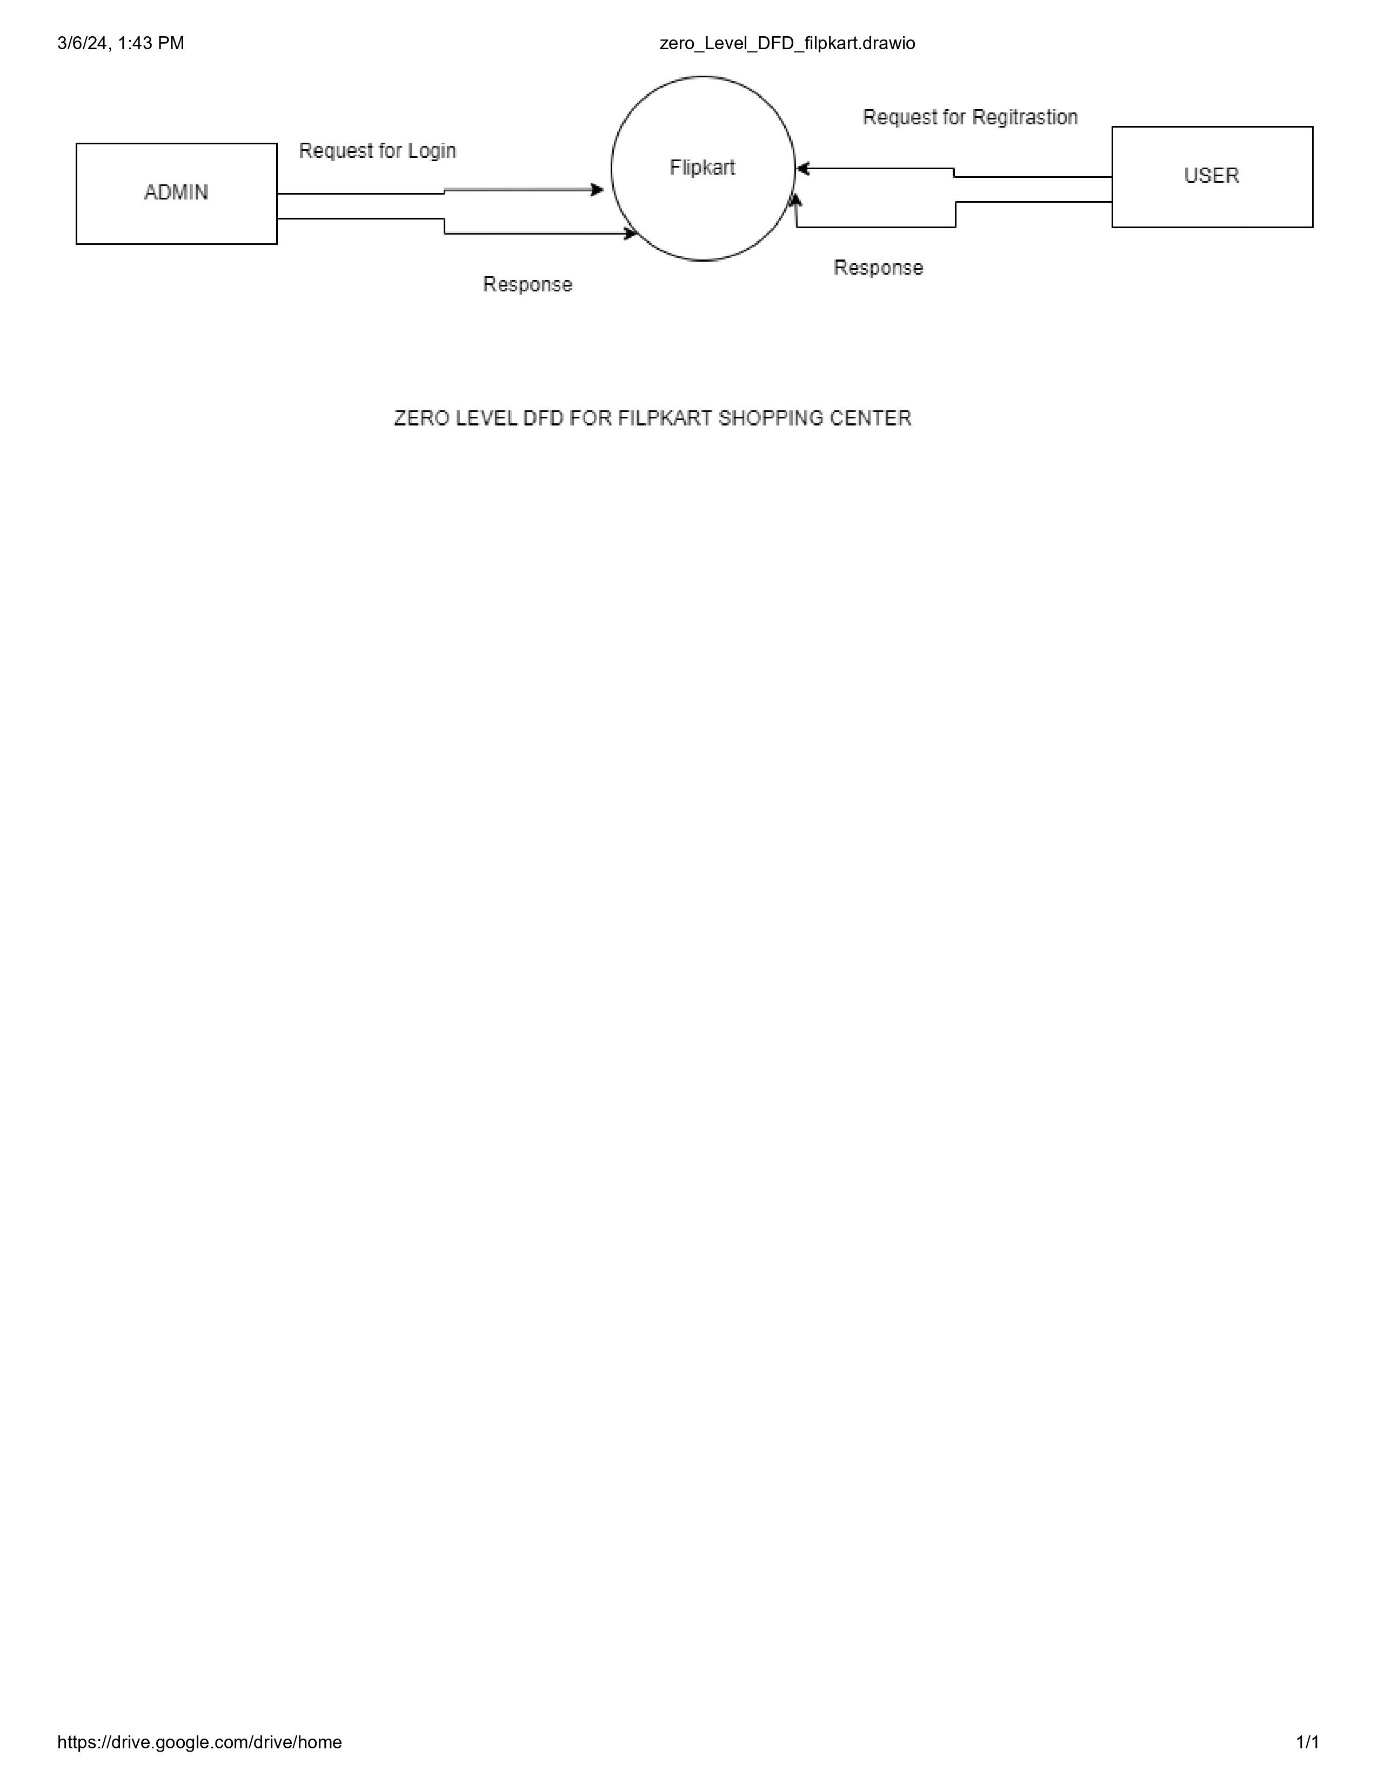 3/6/24, 1:43 PM
zero_Level_DFD_filpkart.drawio
Request for Regitrastion
Request for Login
Flipkart
USER
ADMIN
Response
Response
ZERO LEVEL DFD FOR FILPKART SHOPPING CENTER
https://drive.google.com/drive/home
1/1